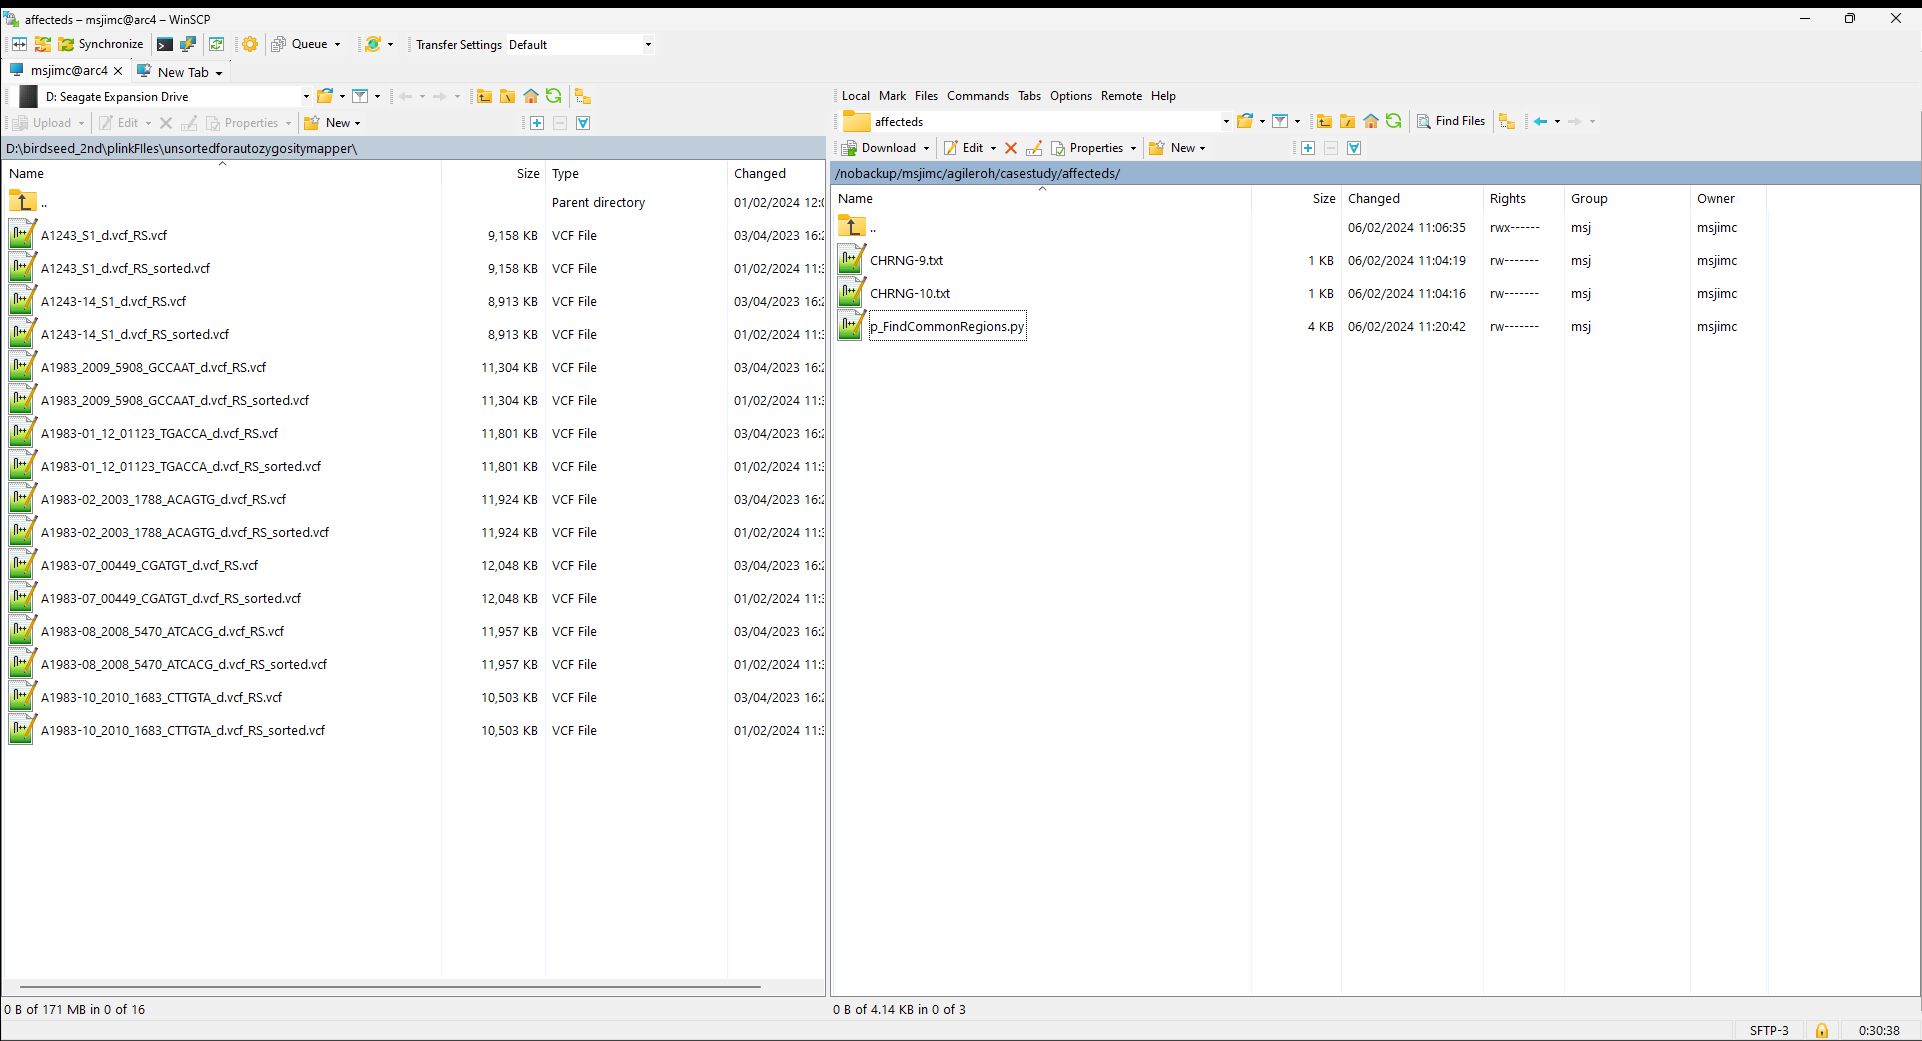 affecteds – msjimc@arc4 – WinSCP
Synchronize Queue Transfer Settings Default
msjimc@arc4 New Tab
D: Seagate Expansion Drive
Upload Edit Properties New
D:\birdseed_2nd\plinkFIles\unsortedforautozygositymapper\
Name Size Type Changed
.. Parent directory 01/02/2024 12:0
A1243_S1_d.vcf_RS.vcf 9,158 KB VCF File 03/04/2023 16:2
A1243_S1_d.vcf_RS_sorted.vcf 9,158 KB VCF File 01/02/2024 11:3
A1243-14_S1_d.vcf_RS.vcf 8,913 KB VCF File 03/04/2023 16:2
A1243-14_S1_d.vcf_RS_sorted.vcf 8,913 KB VCF File 01/02/2024 11:3
A1983_2009_5908_GCCAAT_d.vcf_RS.vcf 11,304 KB VCF File 03/04/2023 16:2
A1983_2009_5908_GCCAAT_d.vcf_RS_sorted.vcf 11,304 KB VCF File 01/02/2024 11:3
A1983-01_12_01123_TGACCA_d.vcf_RS.vcf 11,801 KB VCF File 03/04/2023 16:2
A1983-01_12_01123_TGACCA_d.vcf_RS_sorted.vcf 11,801 KB VCF File 01/02/2024 11:3
A1983-02_2003_1788_ACAGTG_d.vcf_RS.vcf 11,924 KB VCF File 03/04/2023 16:2
A1983-02_2003_1788_ACAGTG_d.vcf_RS_sorted.vcf 11,924 KB VCF File 01/02/2024 11:3
A1983-07_00449_CGATGT_d.vcf_RS.vcf 12,048 KB VCF File 03/04/2023 16:2
A1983-07_00449_CGATGT_d.vcf_RS_sorted.vcf 12,048 KB VCF File 01/02/2024 11:3
A1983-08_2008_5470_ATCACG_d.vcf_RS.vcf 11,957 KB VCF File 03/04/2023 16:2
A1983-08_2008_5470_ATCACG_d.vcf_RS_sorted.vcf 11,957 KB VCF File 01/02/2024 11:3
A1983-10_2010_1683_CTTGTA_d.vcf_RS.vcf 10,503 KB VCF File 03/04/2023 16:2
A1983-10_2010_1683_CTTGTA_d.vcf_RS_sorted.vcf 10,503 KB VCF File 01/02/2024 11:3
0 B of 171 MB in 0 of 16
Local Mark Files Commands Tabs Options Remote Help
affecteds Find Files
Download Edit Properties New
/nobackup/msjimc/agileroh/casestudy/affecteds/
Name Size Changed Rights Group Owner
.. 06/02/2024 11:06:35 rwx------ msj msjimc
CHRNG-9.txt 1 KB 06/02/2024 11:04:19 rw------- msj msjimc
CHRNG-10.txt 1 KB 06/02/2024 11:04:16 rw------- msj msjimc
p_FindCommonRegions.py 4 KB 06/02/2024 11:20:42 rw------- msj msjimc
0 B of 4.14 KB in 0 of 3
SFTP-3 0:30:38